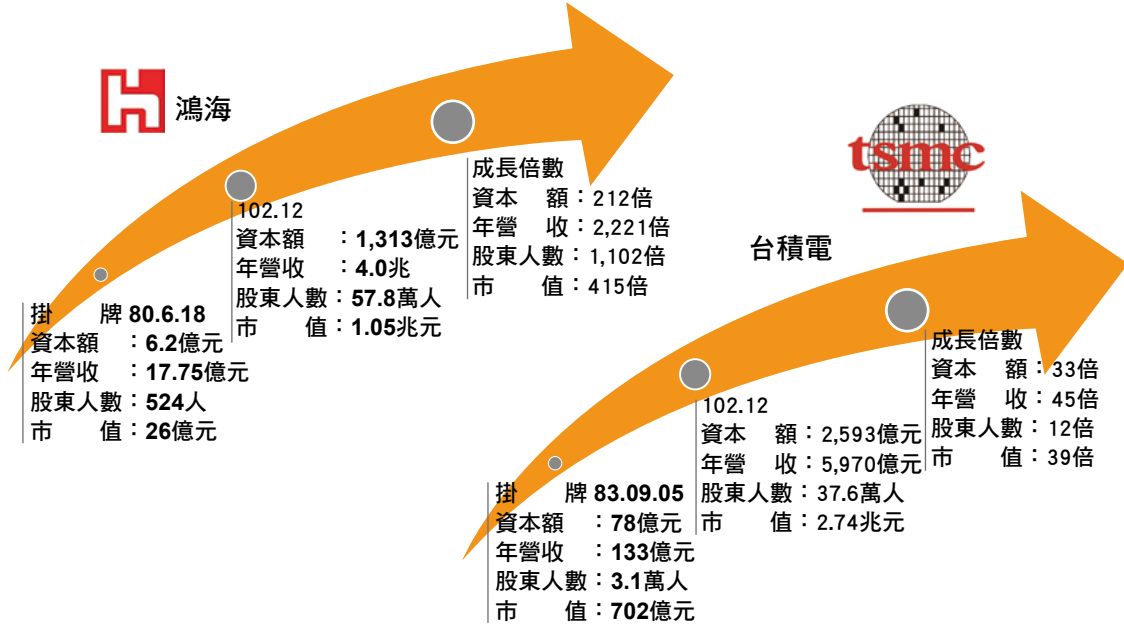 鴻海
掛 牌 80.6.18
資本額 ：6.2億元
年營收 ：17.75億元
股東人數：524人
市 值：26億元
102.12
資本額 ：1,313億元
年營收 ：4.0兆
股東人數：57.8萬人
市 值：1.05兆元
成長倍數
資本 額：212倍
年營 收：2,221倍
股東人數：1,102倍
市 值：415倍
tsmc
台積電
掛 牌 83.09.05
資本額 ：78億元
年營收 ：133億元
股東人數：3.1萬人
市 值：702億元
102.12
資本 額：2,593億元
年營 收：5,970億元
股東人數：37.6萬人
市 值：2.74兆元
成長倍數
資本 額：33倍
年營 收：45倍
股東人數：12倍
市 值：39倍